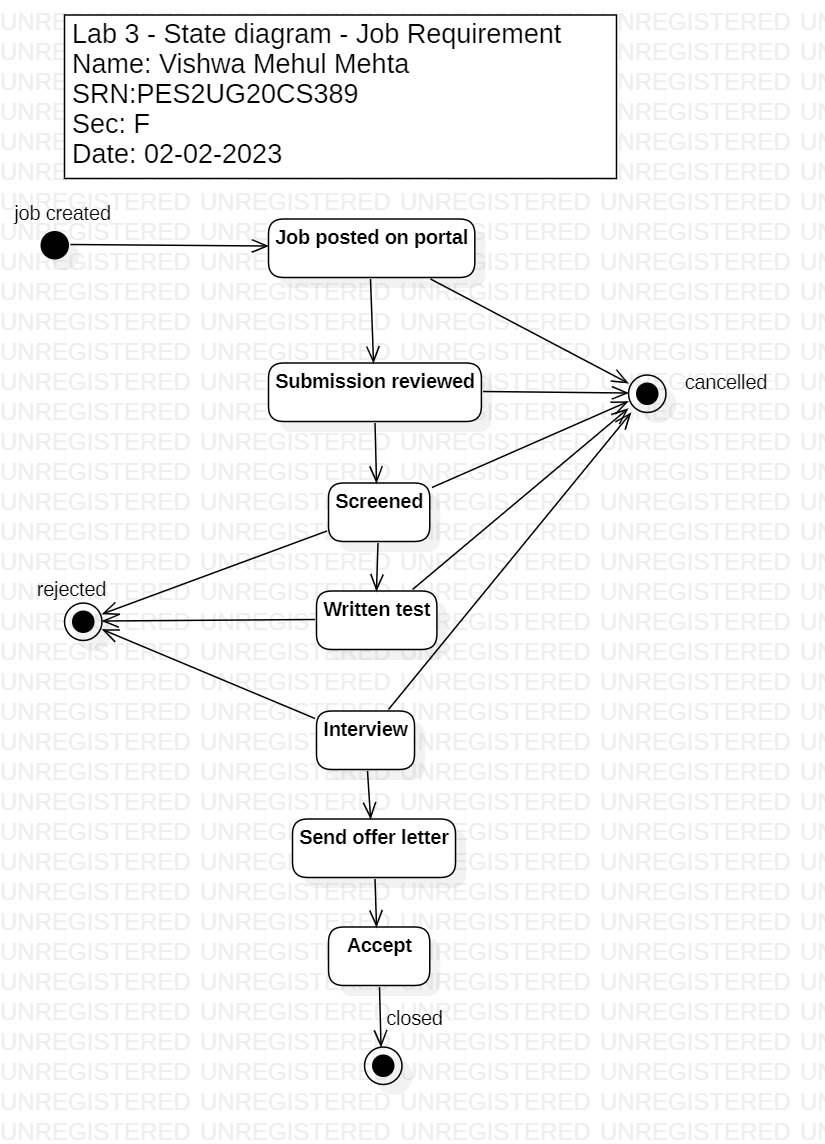 Lab 3 - State diagram - Job Requirement
Name: Vishwa Mehul Mehta
SRN:PES2UG20CS389
Sec: F
Date: 02-02-2023
job created
Job posted on portal
Submission reviewed
cancelled
Screened
rejected
Written test
Interview
Send offer letter
Accept
closed
UNREGISTERED